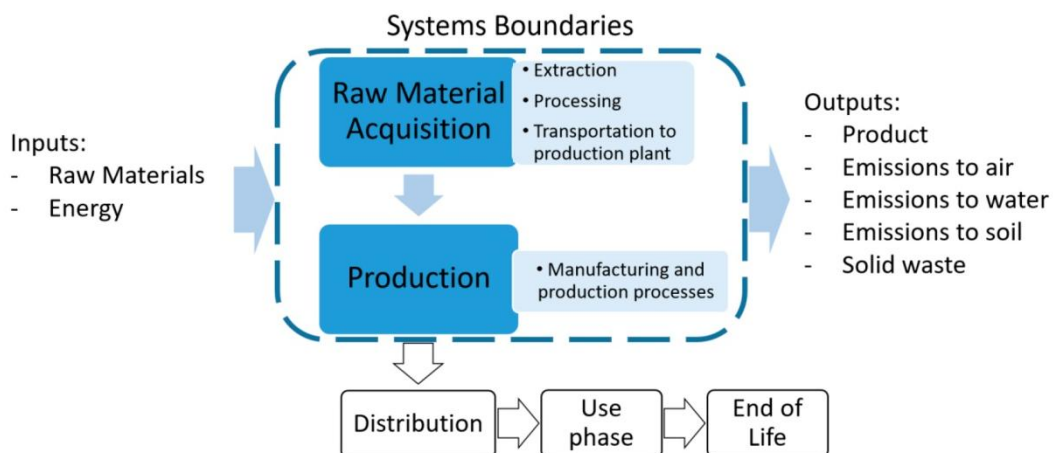 Systems Boundaries
Inputs:
- Raw Materials
- Energy
Raw Material
Acquisition
• Extraction
• Processing
• Transportation to
production plant
Production
• Manufacturing and
production processes
Outputs:
- Product
- Emissions to air
- Emissions to water
- Emissions to soil
- Solid waste
Distribution
Use
phase
End of
Life